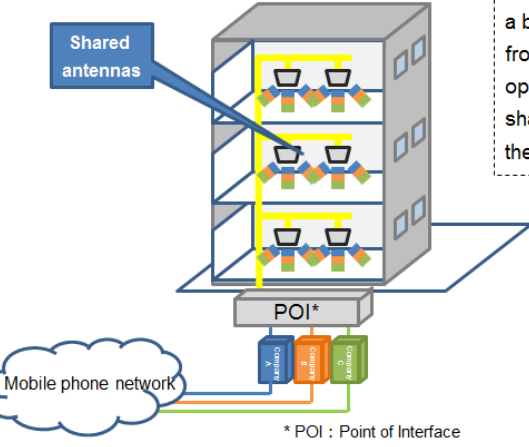 Shared
antennas
a b
fro
op
sha
the
POI*
Company
A
Company
B
Company
C
Mobile phone network
* POI : Point of Interface